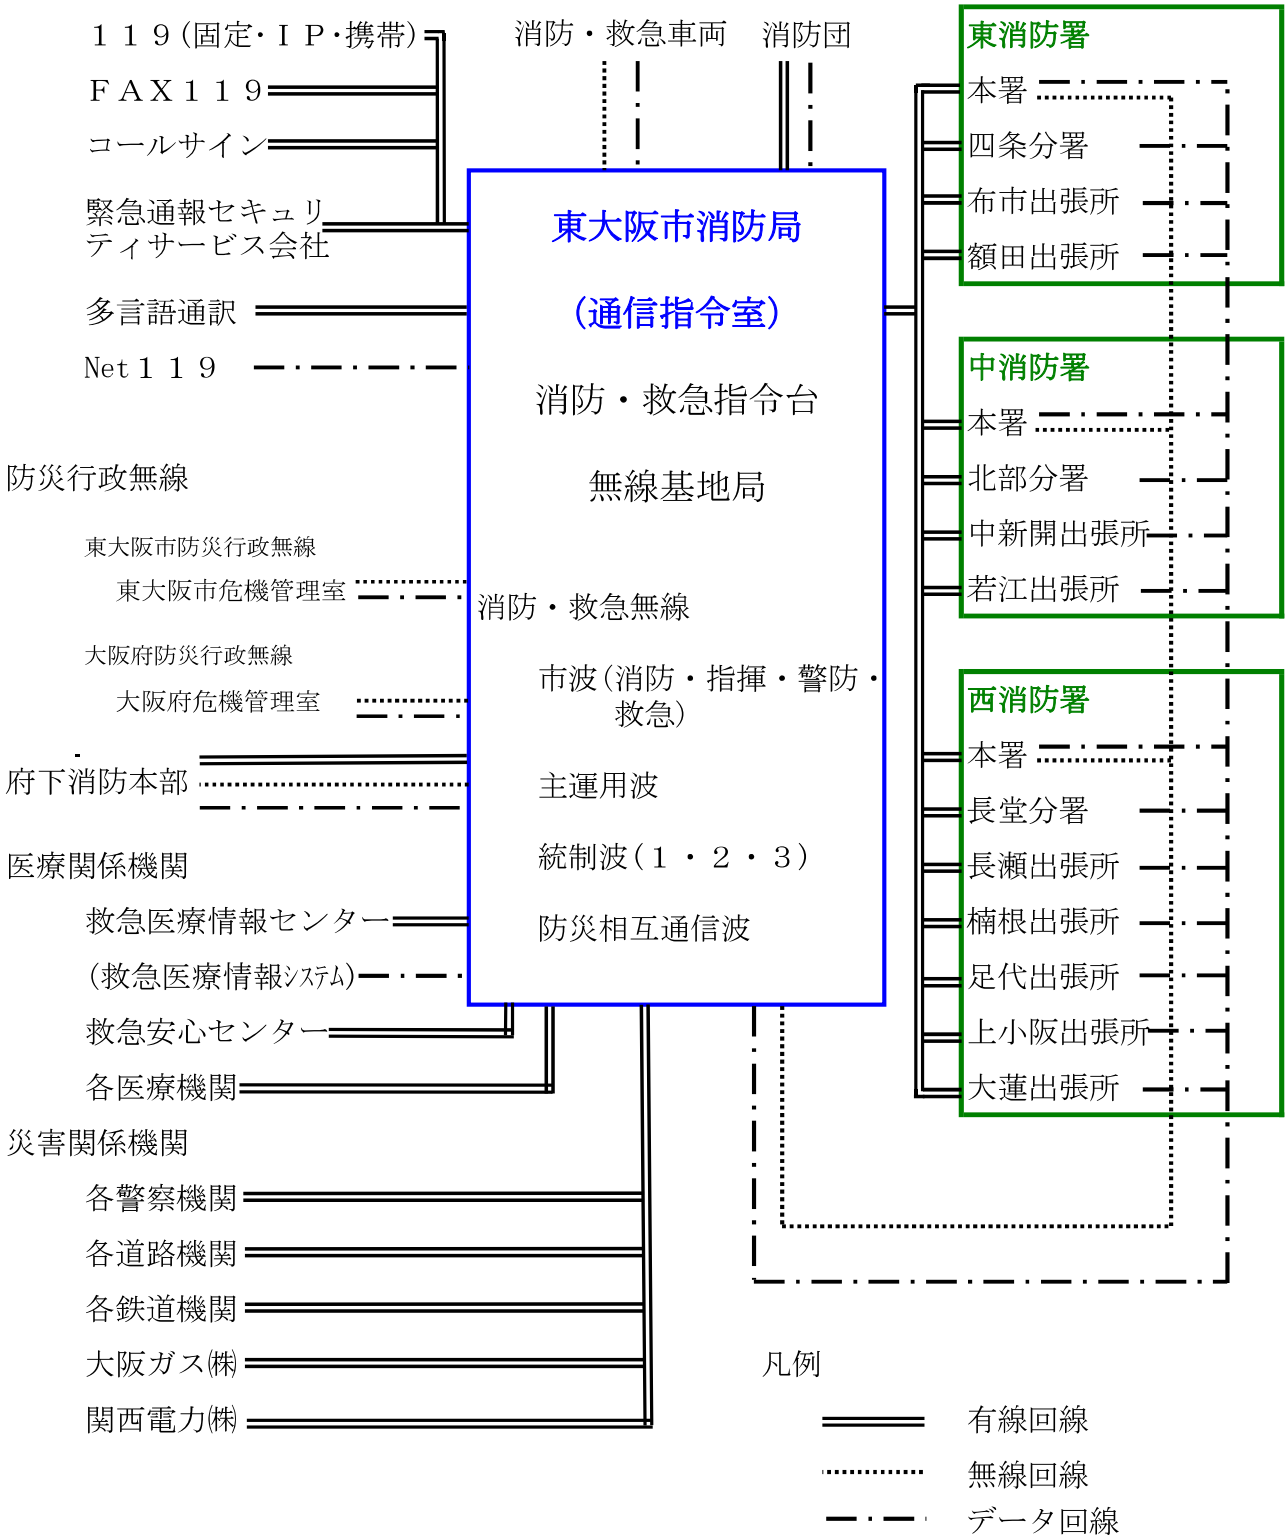 １１９(固定・ＩＰ・携帯)
ＦＡＸ１１９
コールサイン
緊急通報セキュリ
ティサービス会社
多言語通訳
Net１１９
防災行政無線
東大阪市防災行政無線
東大阪市危機管理室
大阪府防災行政無線
大阪府危機管理室
府下消防本部
医療関係機関
救急医療情報センター
(救急医療情報ｼｽﾃﾑ)
救急安心センター
各医療機関
災害関係機関
各警察機関
各道路機関
各鉄道機関
大阪ガス㈱
関西電力㈱
消防・救急車両
消防団
東大阪市消防局
(通信指令室)
消防・救急指令台
無線基地局
消防・救急無線
市波(消防・指揮・警防・
救急)
主運用波
統制波(１・２・３)
防災相互通信波
東消防署
本署
四条分署
布市出張所
額田出張所
中消防署
本署
北部分署
中新開出張所
若江出張所
西消防署
本署
長堂分署
長瀬出張所
楠根出張所
足代出張所
上小阪出張所
大蓮出張所
凡例
有線回線
無線回線
データ回線